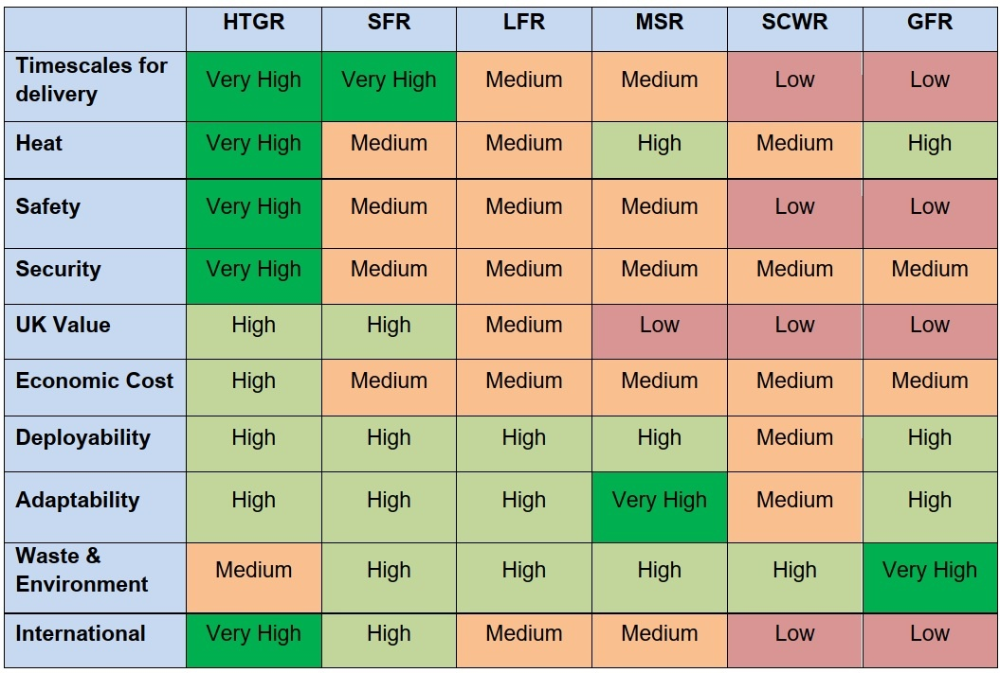 HTGR SFR LFR MSR SCWR GFR
Timescales for
delivery Very High Very High Medium Medium Low Low
Heat Very High Medium Medium High Medium High
Safety Very High Medium Medium Medium Low Low
Security Very High Medium Medium Medium Medium Medium
UK Value High High Medium Low Low Low
Economic Cost High Medium Medium Medium Medium Medium
Deployability High High High High Medium High
Adaptability High High High Very High Medium High
Waste &
Environment Medium High High High High Very High
International Very High High Medium Medium Low Low